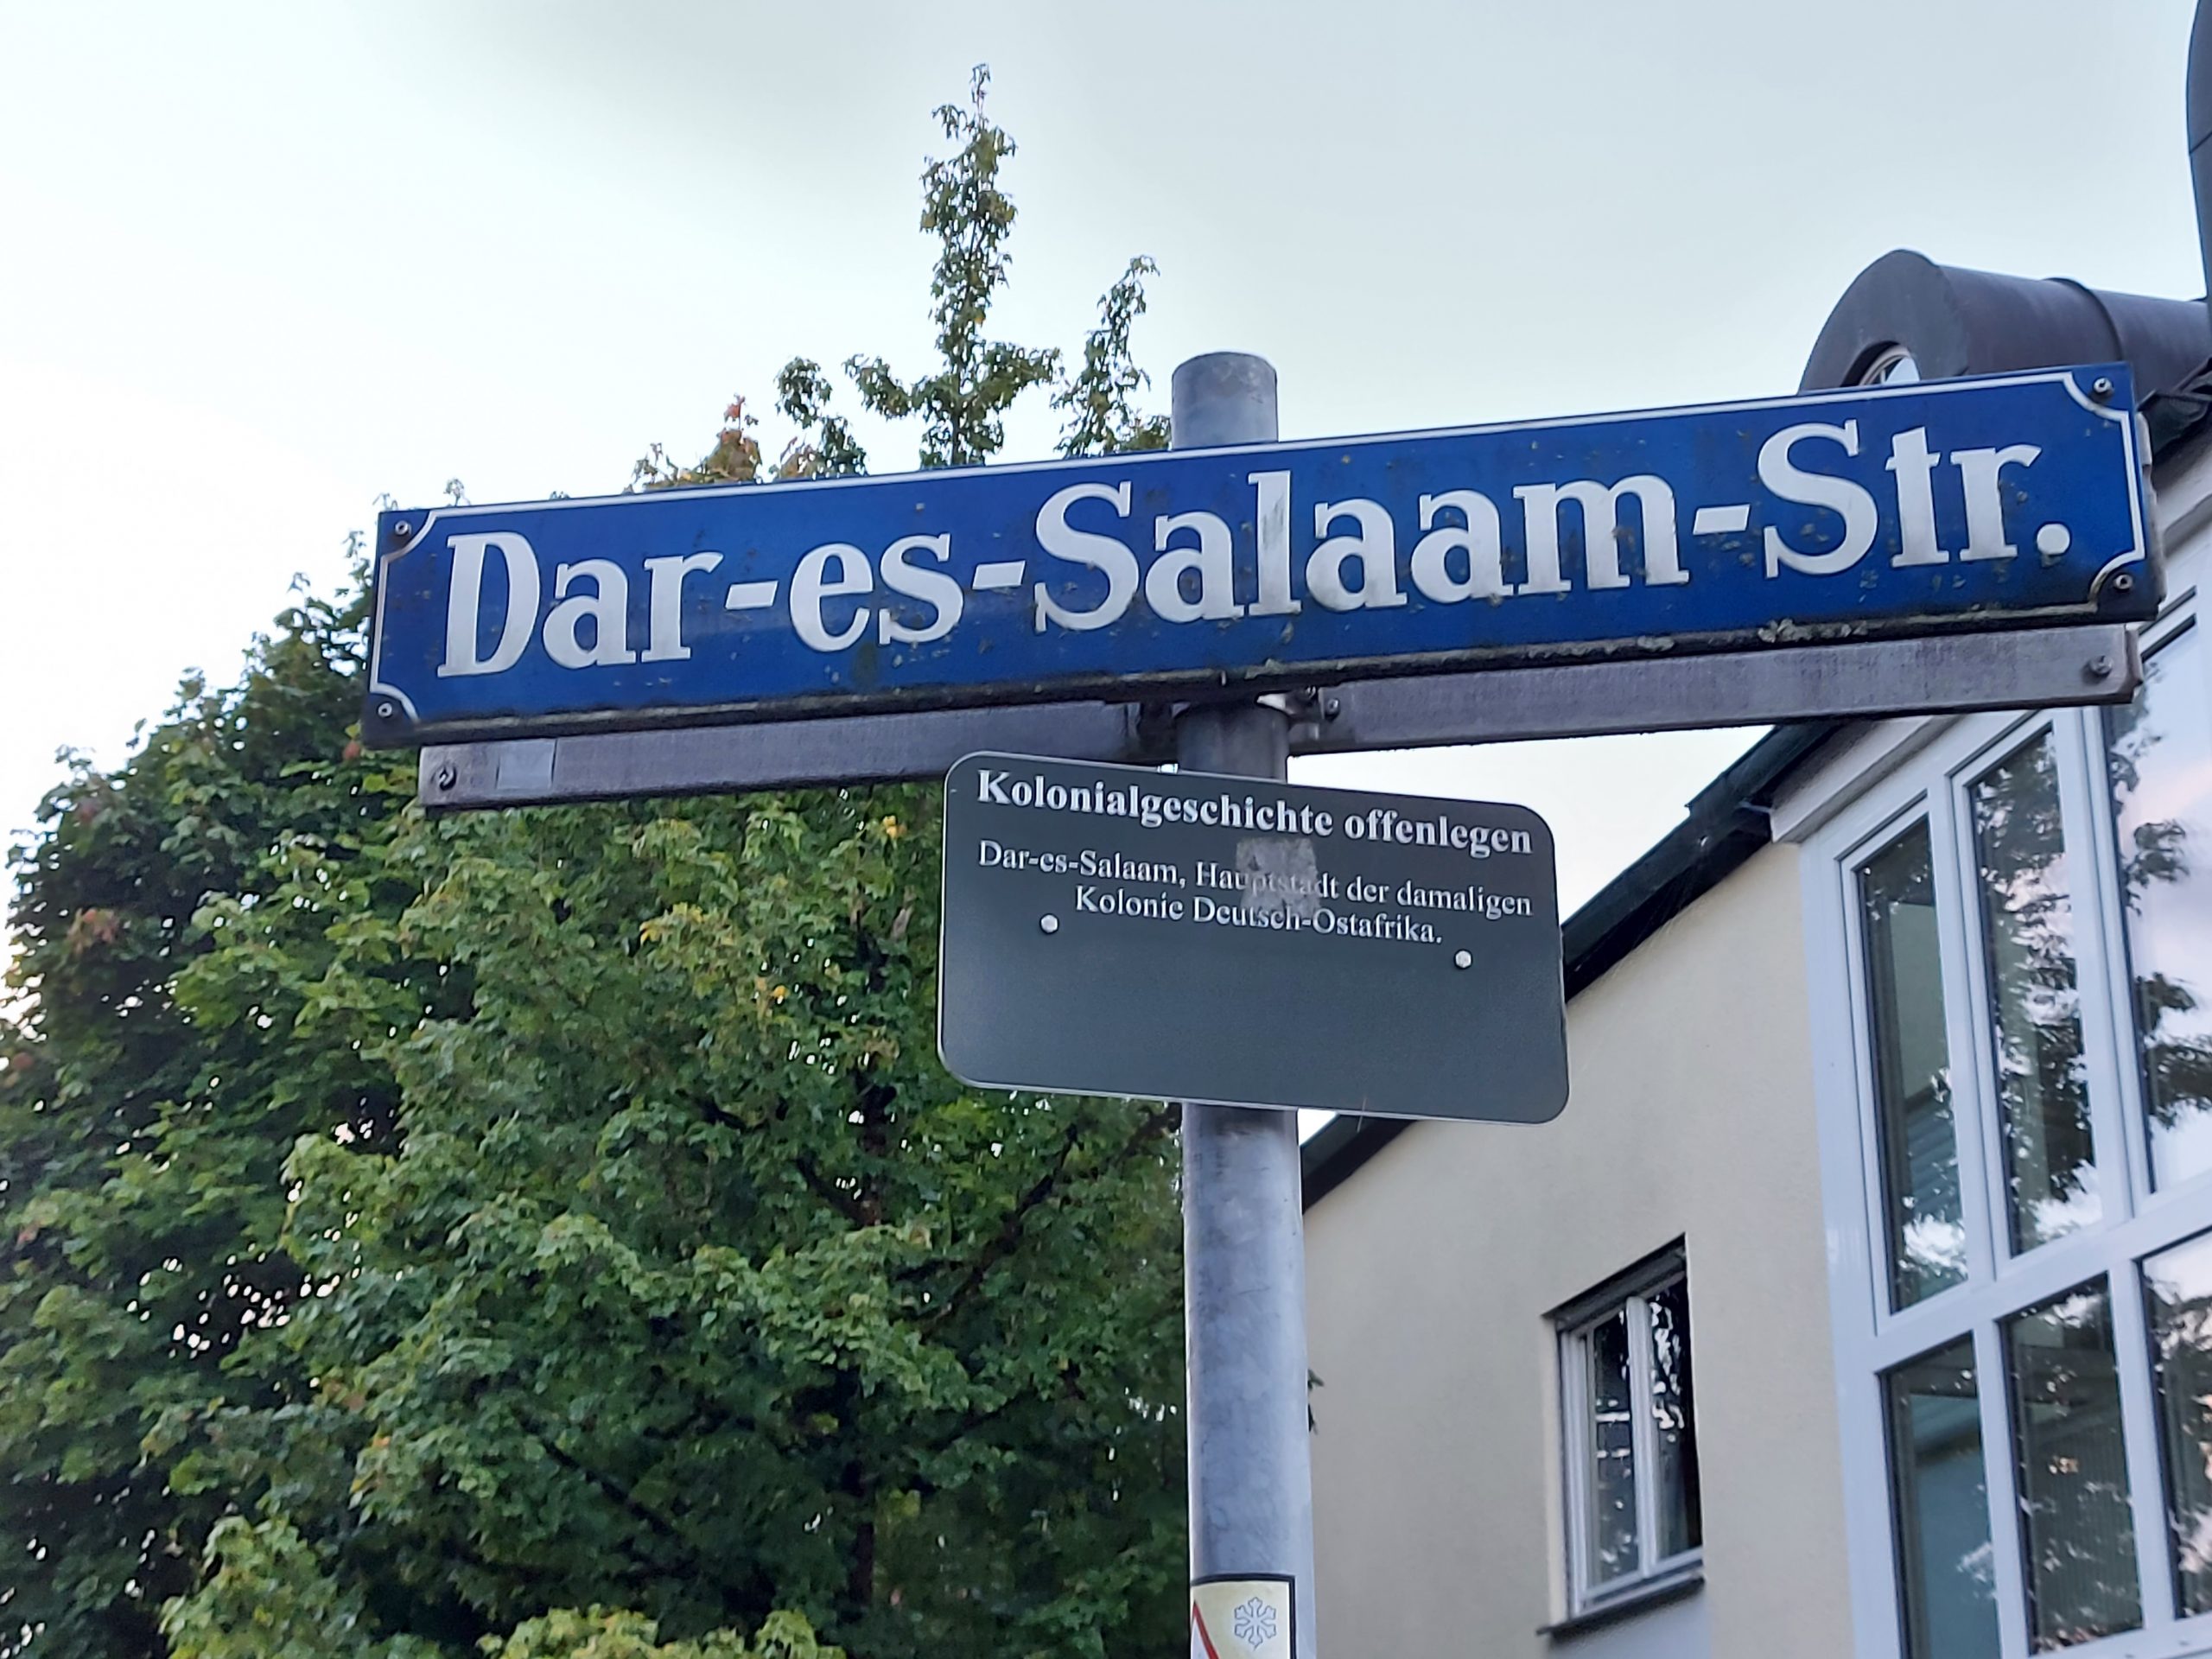 Dar-es-Salaam-Str.
Kolonialgeschichte offenlegen
Dar-es-Salaam, Hauptstadt der damaligen
Kolonie Deutsch-Ostafrika.